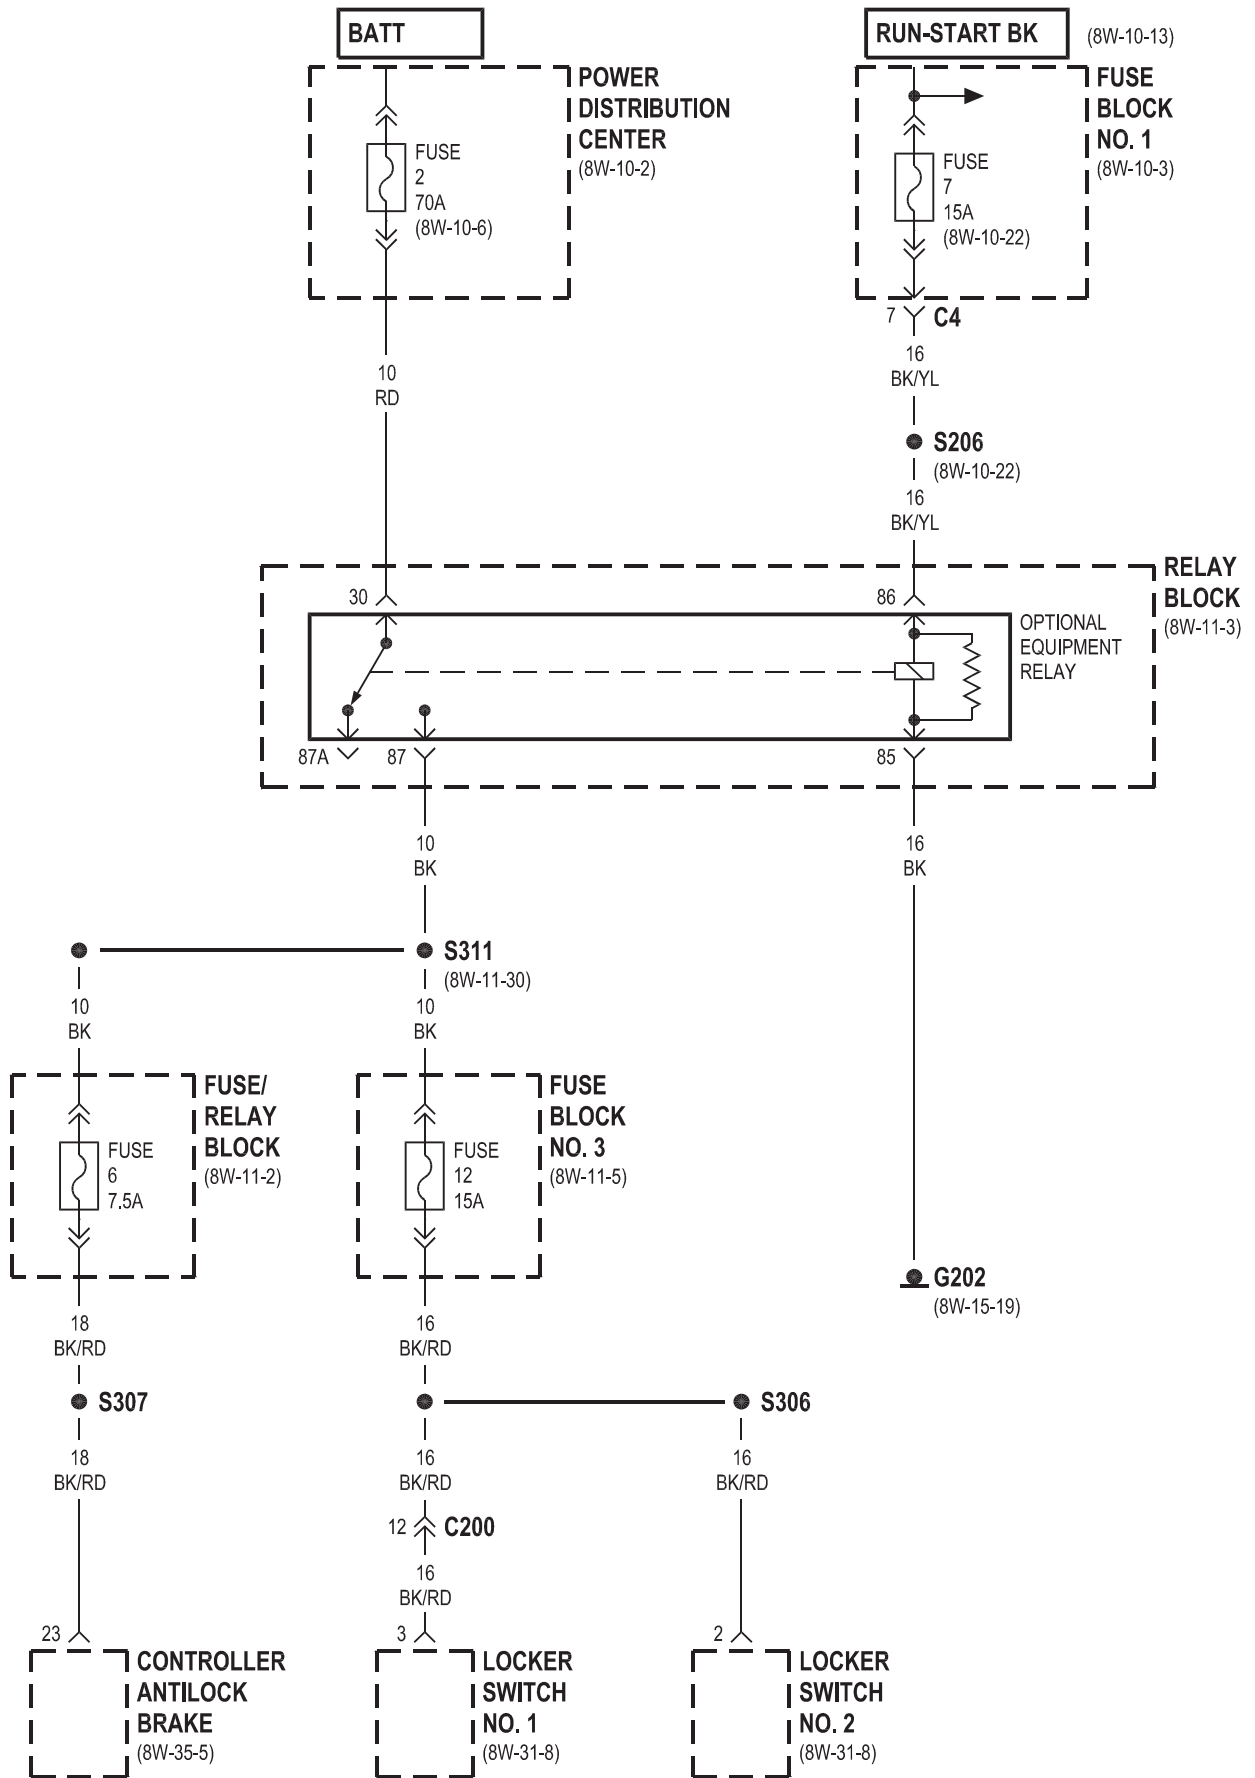 BATT
RUN-START BK
(8W-10-13)
POWER
DISTRIBUTION
CENTER
(8W-10-2)
FUSE
2
70A
(8W-10-6)
FUSE
BLOCK
NO. 1
(8W-10-3)
FUSE
7
15A
(8W-10-22)
7
C4
10
RD
16
BK/YL
S206
(8W-10-22)
16
BK/YL
RELAY
BLOCK
(8W-11-3)
30
86
OPTIONAL
EQUIPMENT
RELAY
87A
87
85
10
BK
16
BK
S311
(8W-11-30)
10
BK
10
BK
FUSE/
RELAY
BLOCK
(8W-11-2)
FUSE
6
7.5A
FUSE
BLOCK
NO. 3
(8W-11-5)
FUSE
12
15A
G202
(8W-15-19)
18
BK/RD
16
BK/RD
S307
S306
18
BK/RD
16
BK/RD
16
BK/RD
12
C200
16
BK/RD
23
3
2
CONTROLLER
ANTILOCK
BRAKE
(8W-35-5)
LOCKER
SWITCH
NO. 1
(8W-31-8)
LOCKER
SWITCH
NO. 2
(8W-31-8)